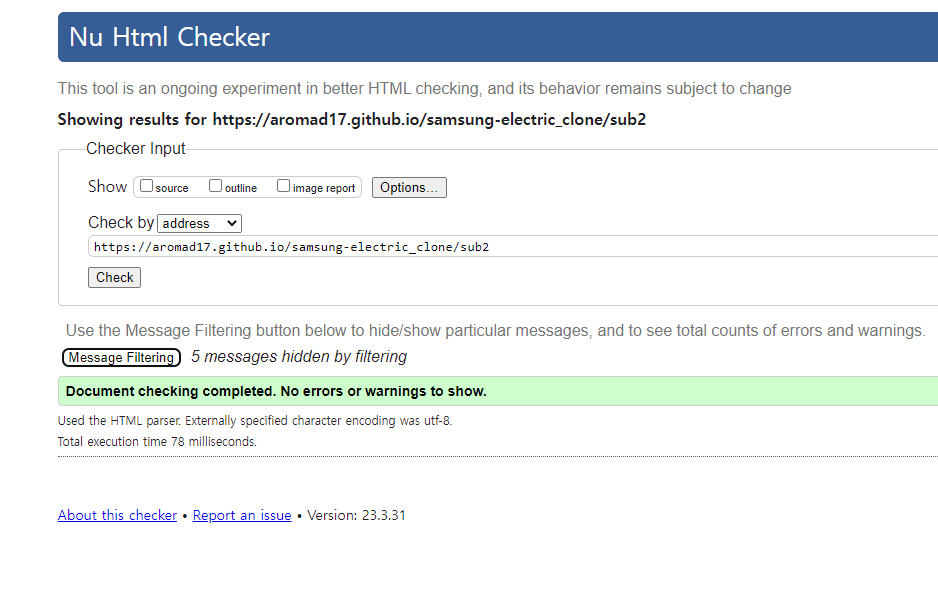 Nu Html Checker
This tool is an ongoing experiment in better HTML checking, and its behavior remains subject to change
Showing results for https://aromad17.github.io/samsung-electric_clone/sub2
Checker Input
Show source outline image report Options...
Check by address
https://aromad17.github.io/samsung-electric_clone/sub2
Check
Use the Message Filtering button below to hide/show particular messages, and to see total counts of errors and warnings.
Message Filtering 5 messages hidden by filtering
Document checking completed. No errors or warnings to show.
Used the HTML parser. Externally specified character encoding was utf-8.
Total execution time 78 milliseconds.
About this checker • Report an issue • Version: 23.3.31